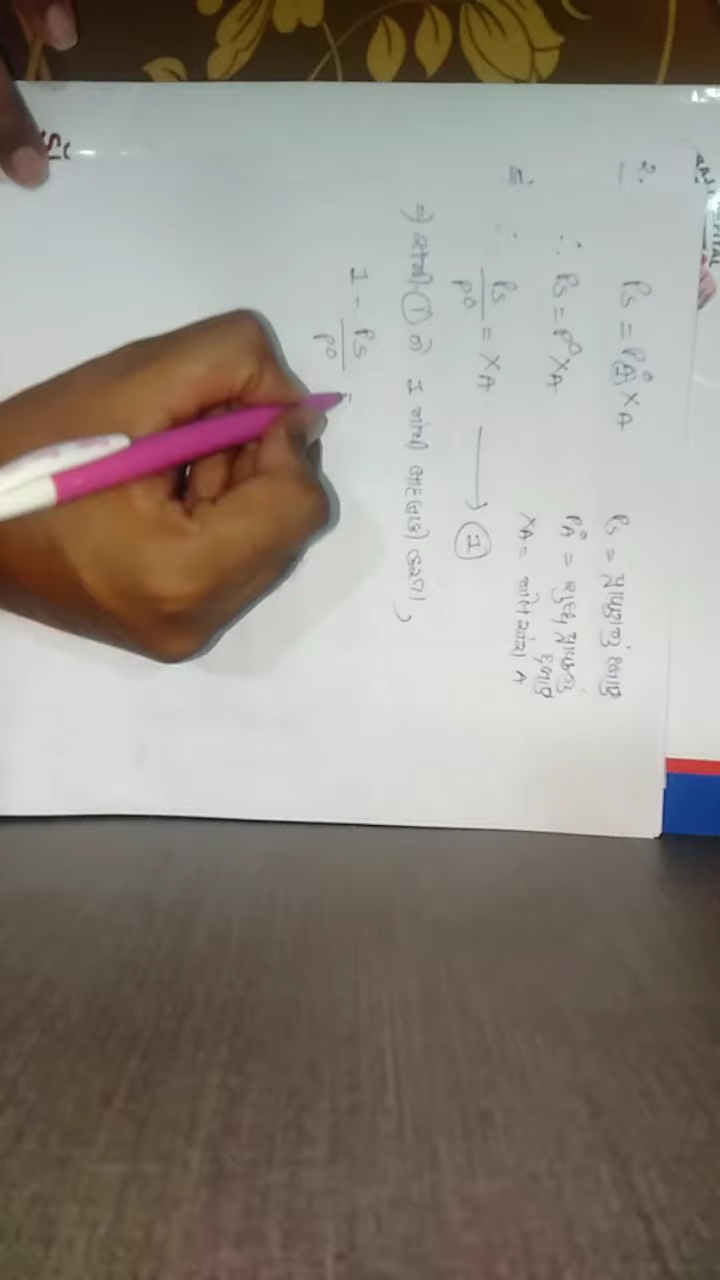 2.
Ps = P°A XA
Ps = દ્રાવણનું દબાણ
∴ Ps = P° XA
P°A = શુદ્ધ દ્રાવકનું દબાણ
XA = મોલ અંશ A
∴ Ps/P° = XA ⟶ (1)
⇒ સમી. (1) ને 1 માંથી બાદબાકી કરતા,
1 - Ps/P° =